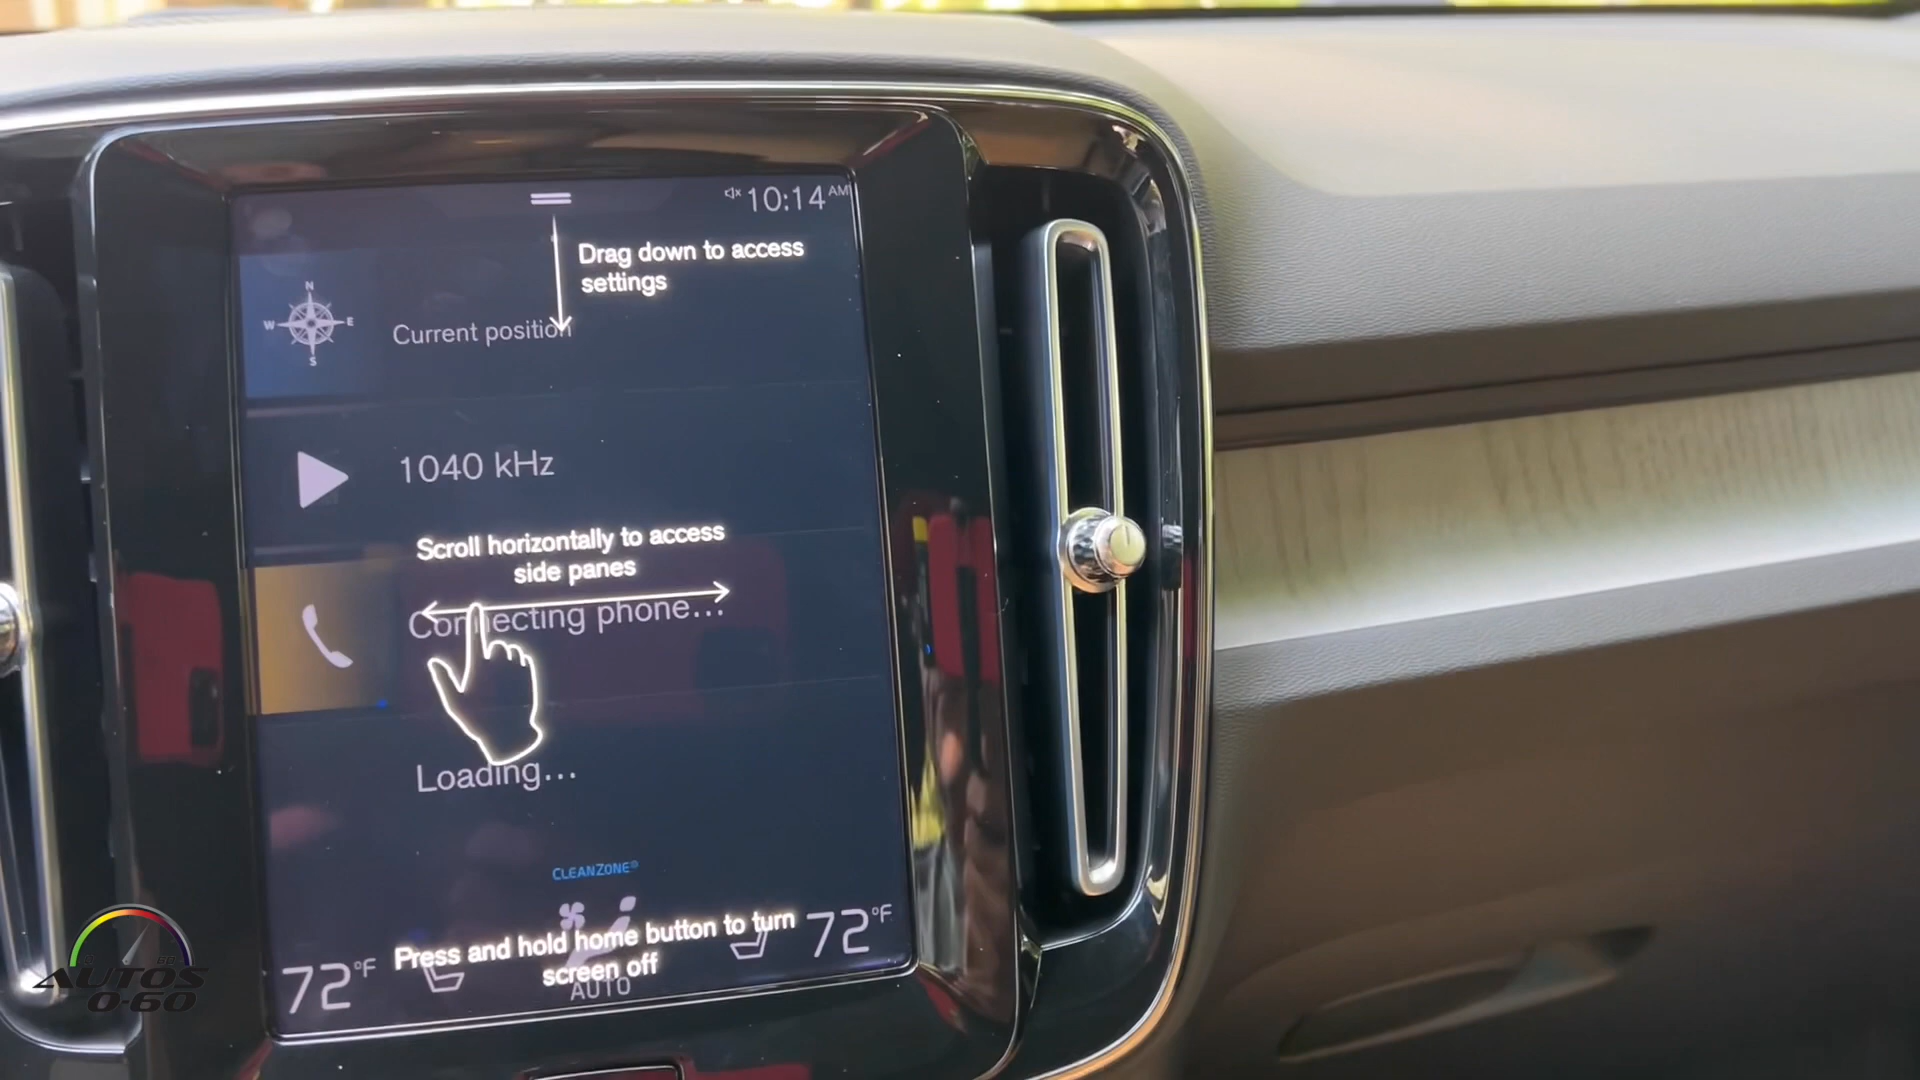 10:14 AM
Drag down to access
settings
N
W E
S
Current position
1040 kHz
Scroll horizontally to access
side panes
Connecting phone...
Loading...
CLEANZONE®
Press and hold home button to turn
screen off
72°F
72°F
AUTO
AUTOS
0-60